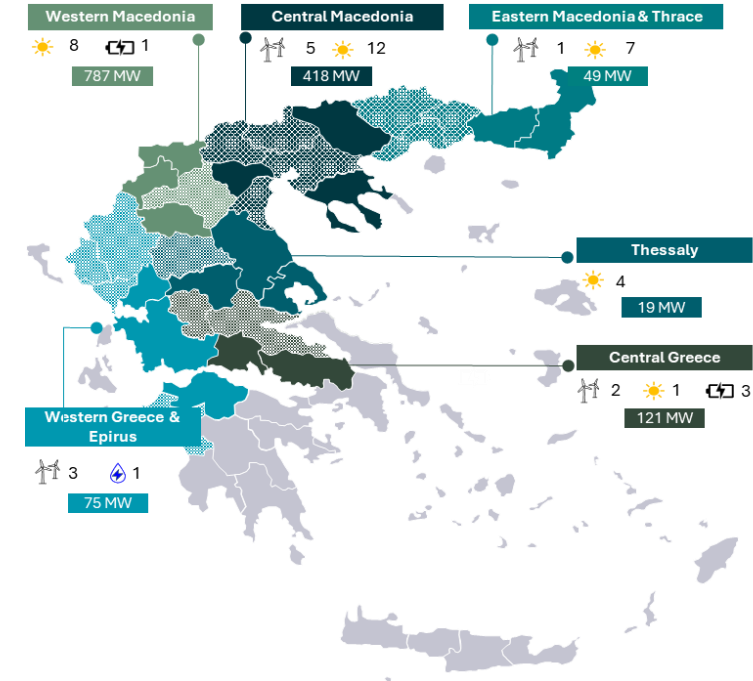 Western Macedonia
8 1
787 MW
Central Macedonia
5 12
418 MW
Eastern Macedonia & Thrace
1 7
49 MW
Thessaly
4
19 MW
Central Greece
2 1 3
121 MW
Western Greece &
Epirus
3 1
75 MW